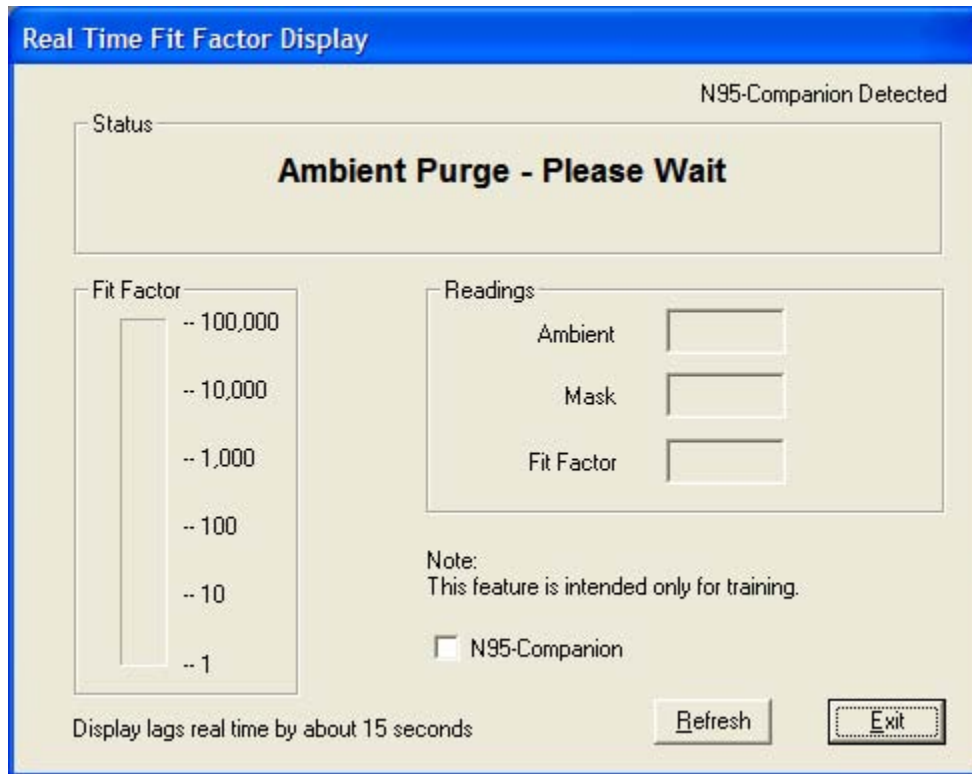 Real Time Fit Factor Display
N95-Companion Detected
Status
Ambient Purge - Please Wait
Fit Factor
-- 100,000
-- 10,000
-- 1,000
-- 100
-- 10
-- 1
Readings
Ambient
Mask
Fit Factor
Note:
This feature is intended only for training.
N95-Companion
Display lags real time by about 15 seconds
Refresh
Exit